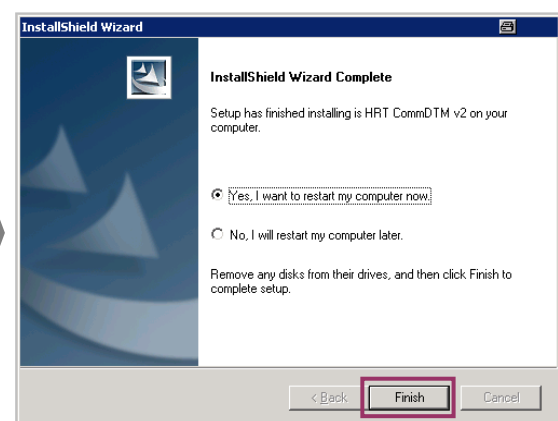 InstallShield Wizard
InstallShield Wizard Complete
Setup has finished installing is HRT CommDTM v2 on your
computer.
Yes, I want to restart my computer now.
No, I will restart my computer later.
Remove any disks from their drives, and then click Finish to
complete setup.
< Back Finish Cancel